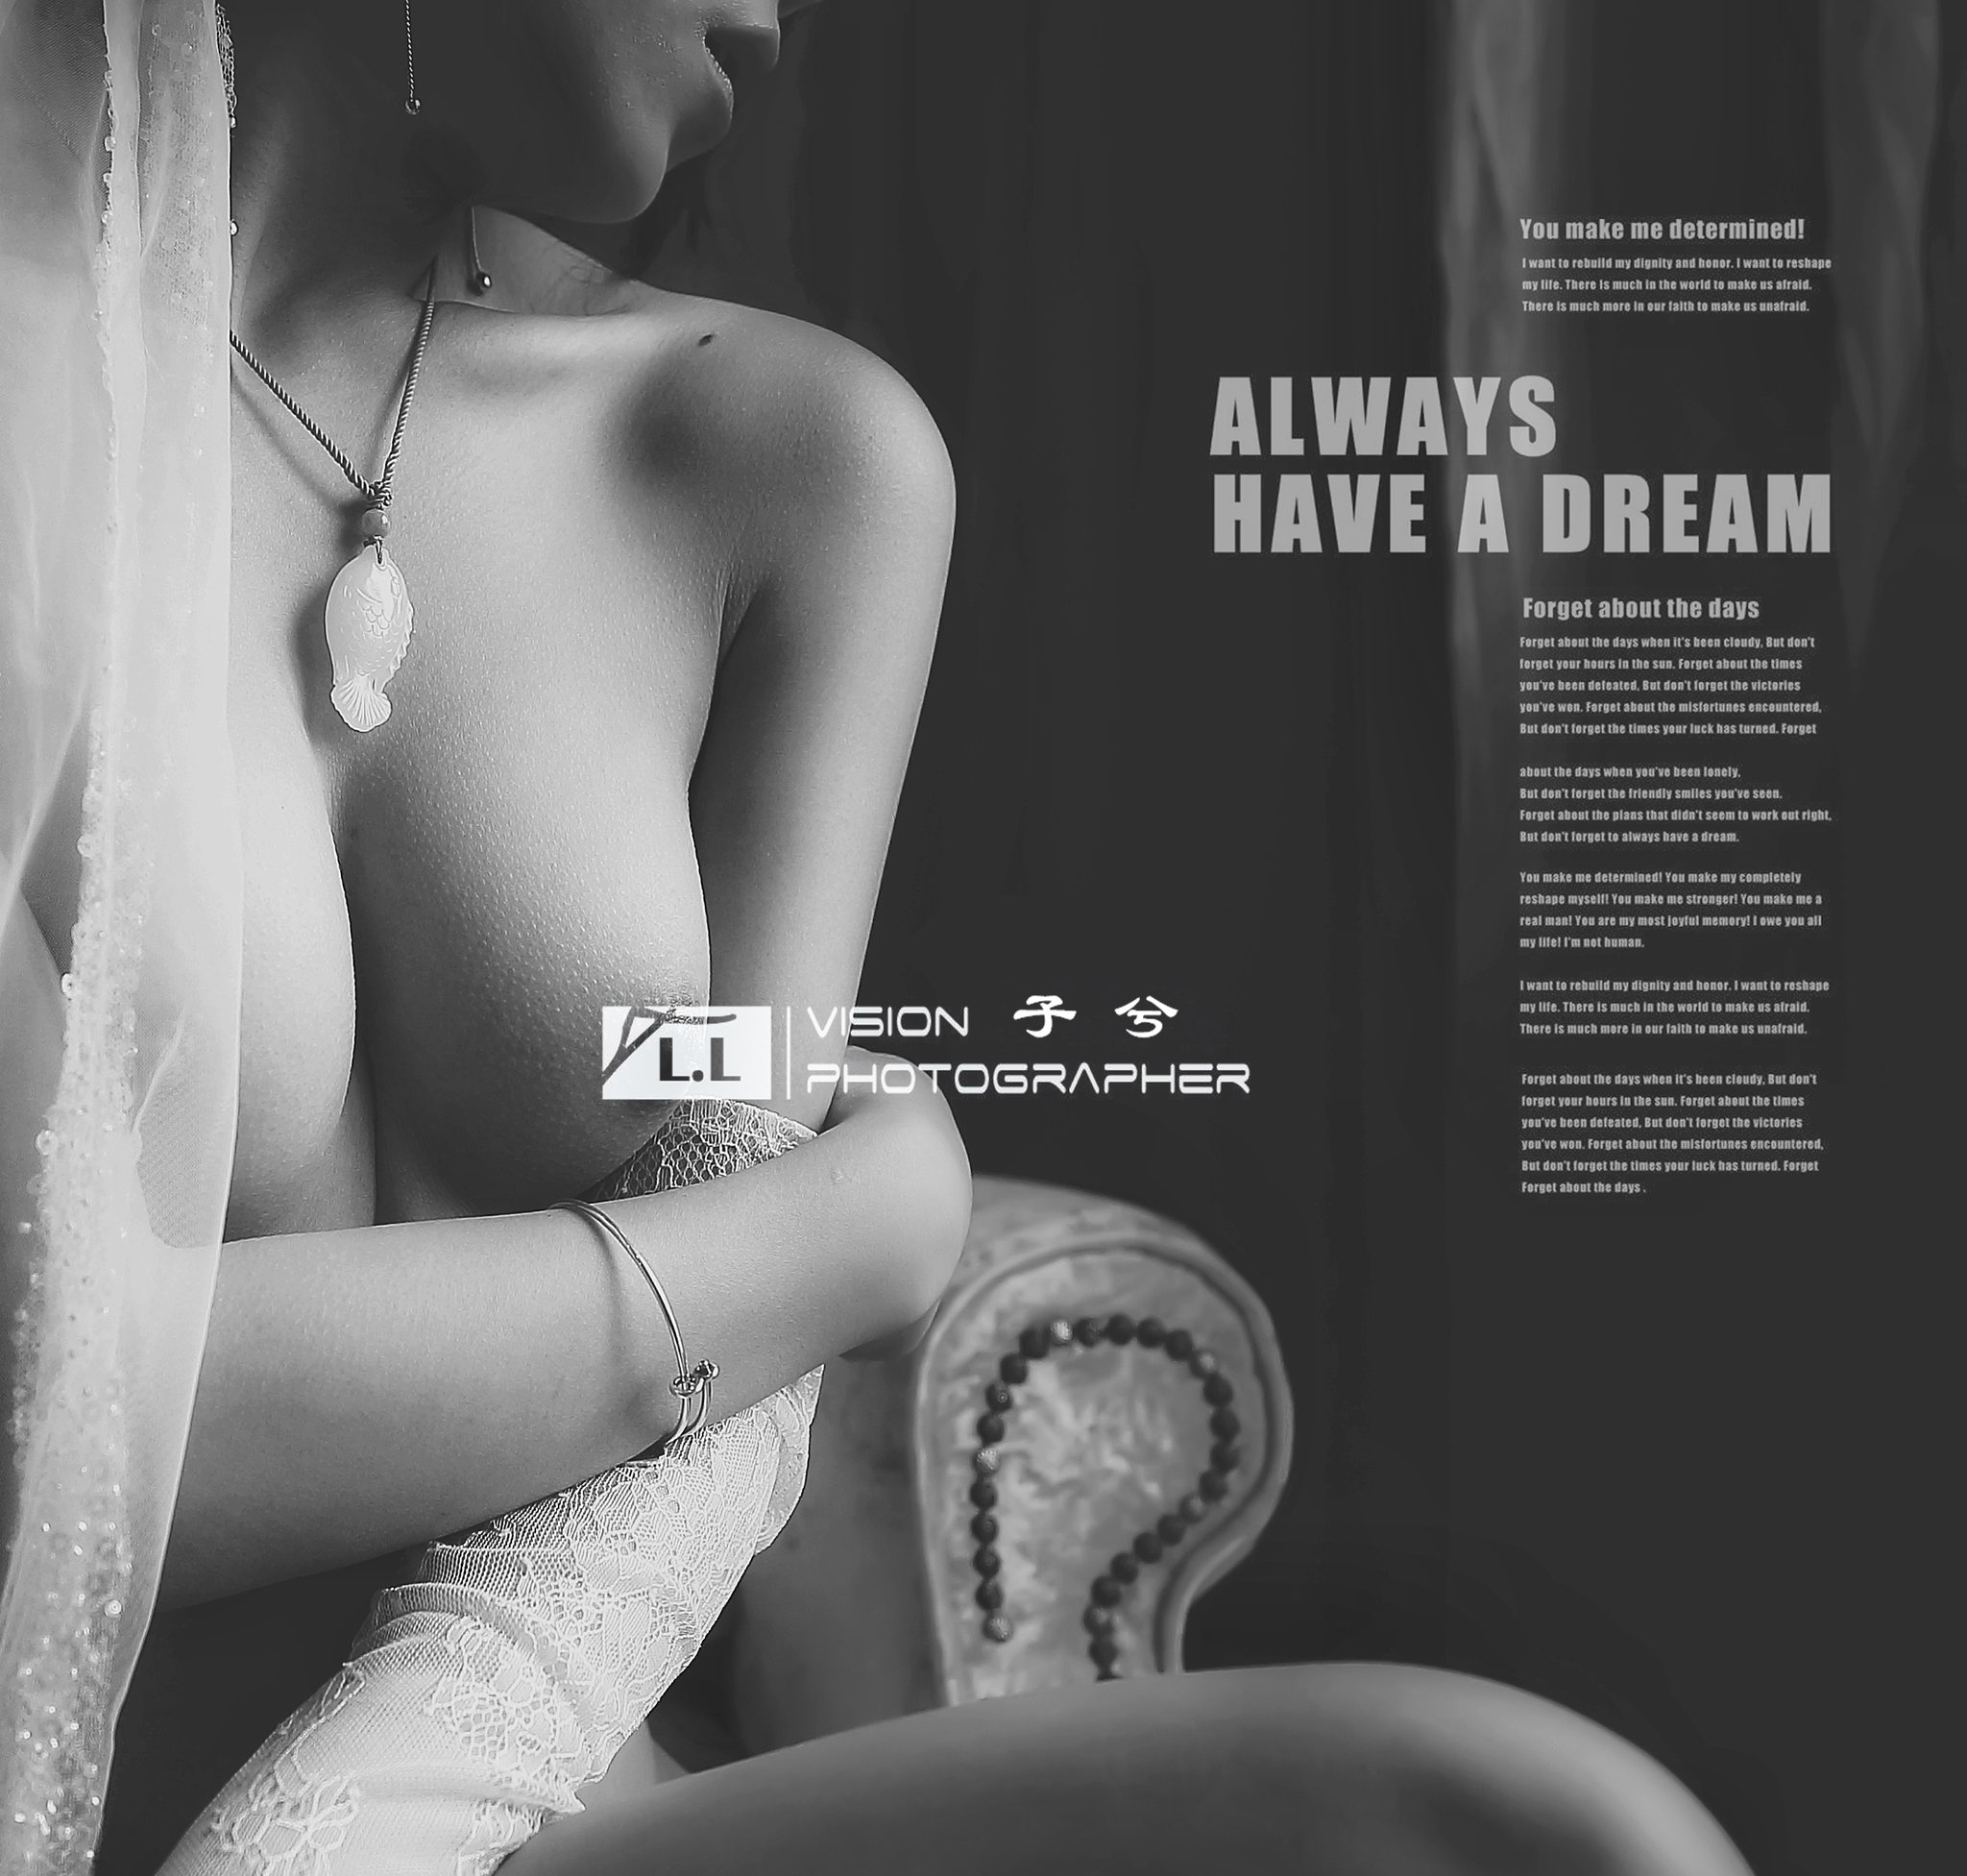 You make me determined!
I want to rebuild my dignity and honor. I want to reshape
my life. There is much in the world to make us afraid.
There is much more in our faith to make us unafraid.
ALWAYS
HAVE A DREAM
Forget about the days
Forget about the days when it's been cloudy, But don't
forget your hours in the sun. Forget about the times
you've been defeated, But don't forget the victories
you've won. Forget about the misfortunes encountered,
But don't forget the times your luck has turned. Forget
about the days when you've been lonely,
But don't forget the friendly smiles you've seen.
Forget about the plans that didn't seem to work out right,
But don't forget to always have a dream.
You make me determined! You make my completely
reshape myself! You make me stronger! You make me a
real man! You are my most joyful memory! I owe you all
my life! I'm not human.
I want to rebuild my dignity and honor. I want to reshape
my life. There is much in the world to make us afraid.
There is much more in our faith to make us unafraid.
Forget about the days when it's been cloudy, But don't
forget your hours in the sun. Forget about the times
you've been defeated, But don't forget the victories
you've won. Forget about the misfortunes encountered,
But don't forget the times your luck has turned. Forget
Forget about the days .
L.L
VISION 子 兮
PHOTOGRAPHER